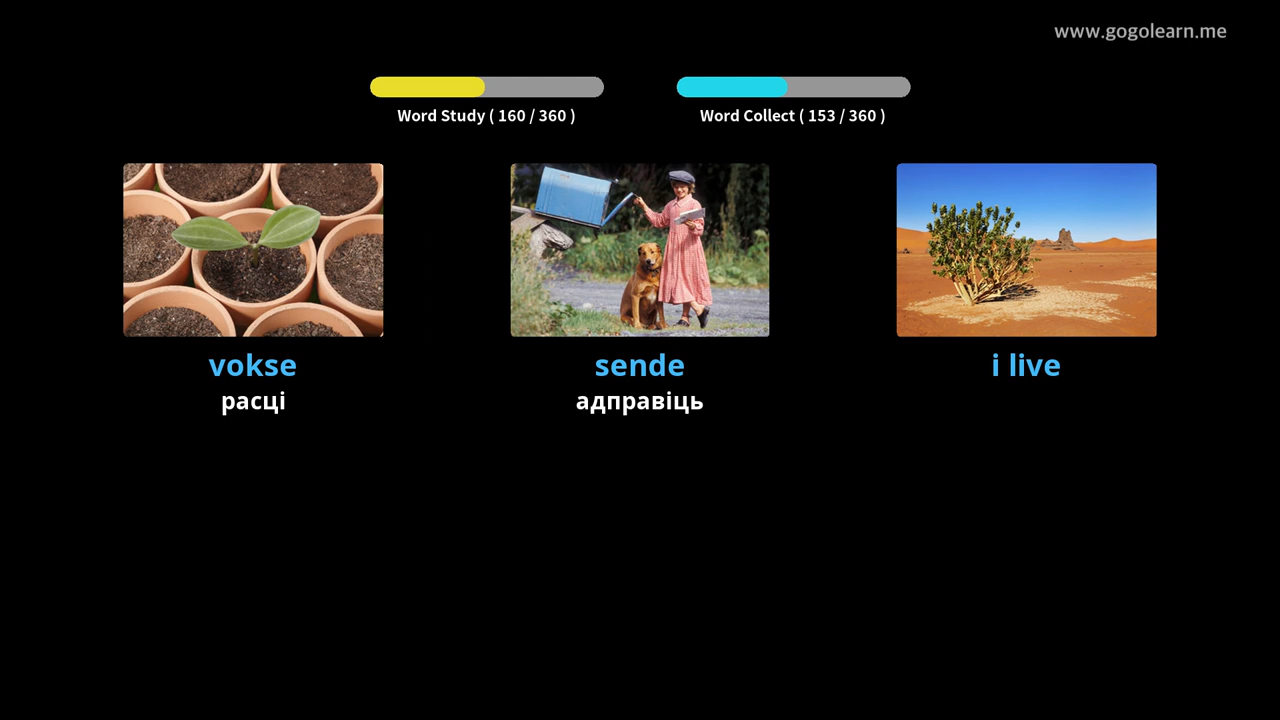 www.gogolearn.me
Word Study ( 160 / 360 )
Word Collect ( 153 / 360 )
vokse
sende
i live
расці
адправіць